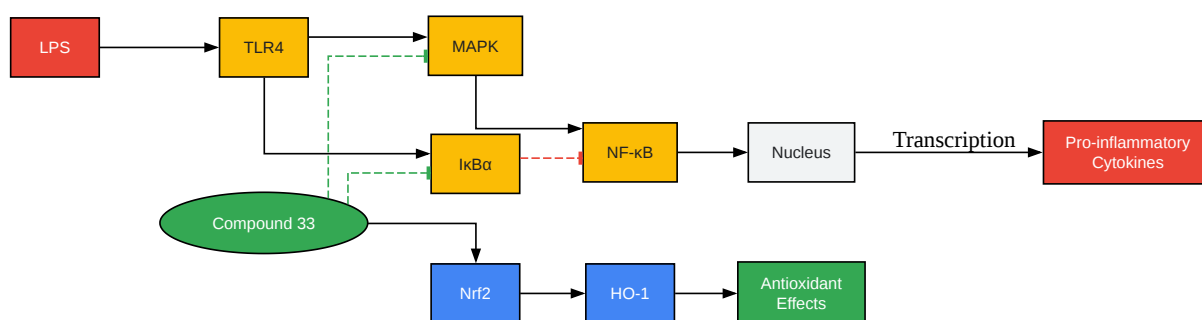 LPS
TLR4
MAPK
IκBα
NF-κB
Nucleus
Transcription
Pro-inflammatory
Cytokines
Compound 33
Nrf2
HO-1
Antioxidant
Effects